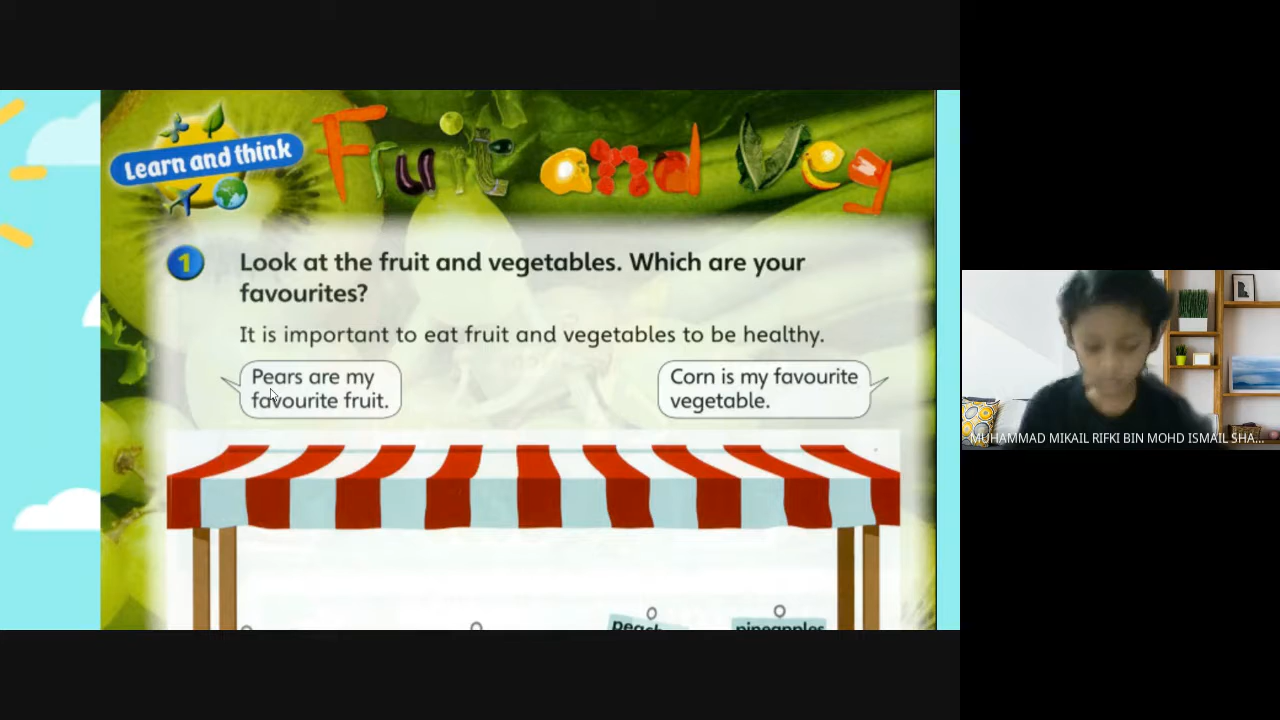 Learn and think
Fruit and Veg
1
Look at the fruit and vegetables. Which are your
favourites?
It is important to eat fruit and vegetables to be healthy.
Pears are my
favourite fruit.
Corn is my favourite
vegetable.
peach
pineapples
MUHAMMAD MIKAIL RIFKI BIN MOHD ISMAIL SHA...